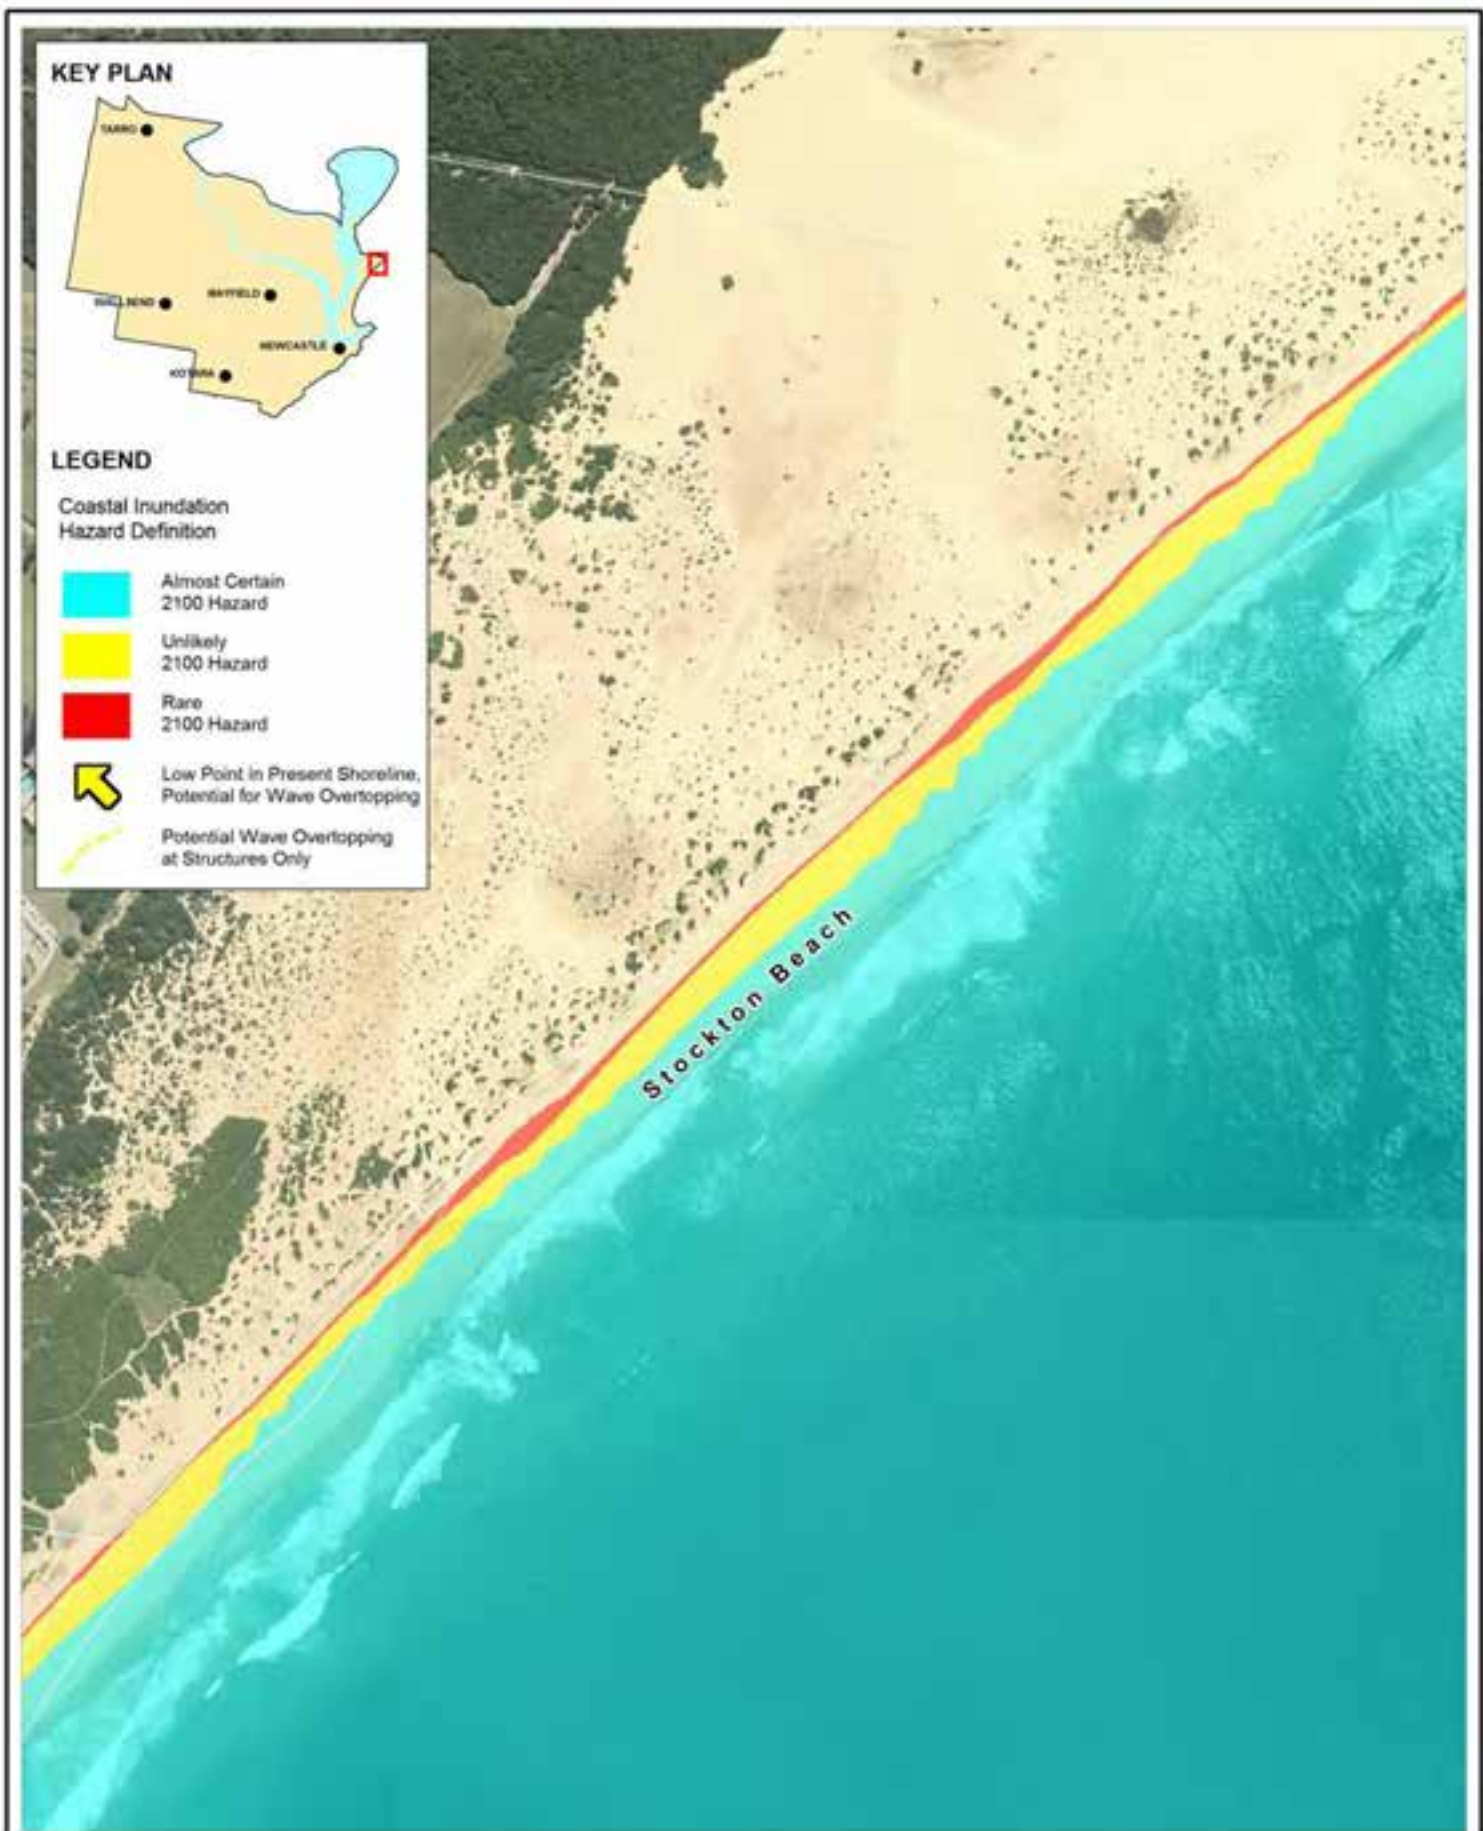 KEY PLAN
TARRO
WALLSEND
MAYFIELD
NEWCASTLE
KOTARA
LEGEND
Coastal Inundation
Hazard Definition
Almost Certain
2100 Hazard
Unlikely
2100 Hazard
Rare
2100 Hazard
Low Point in Present Shoreline,
Potential for Wave Overtopping
Potential Wave Overtopping
at Structures Only
Stockton Beach